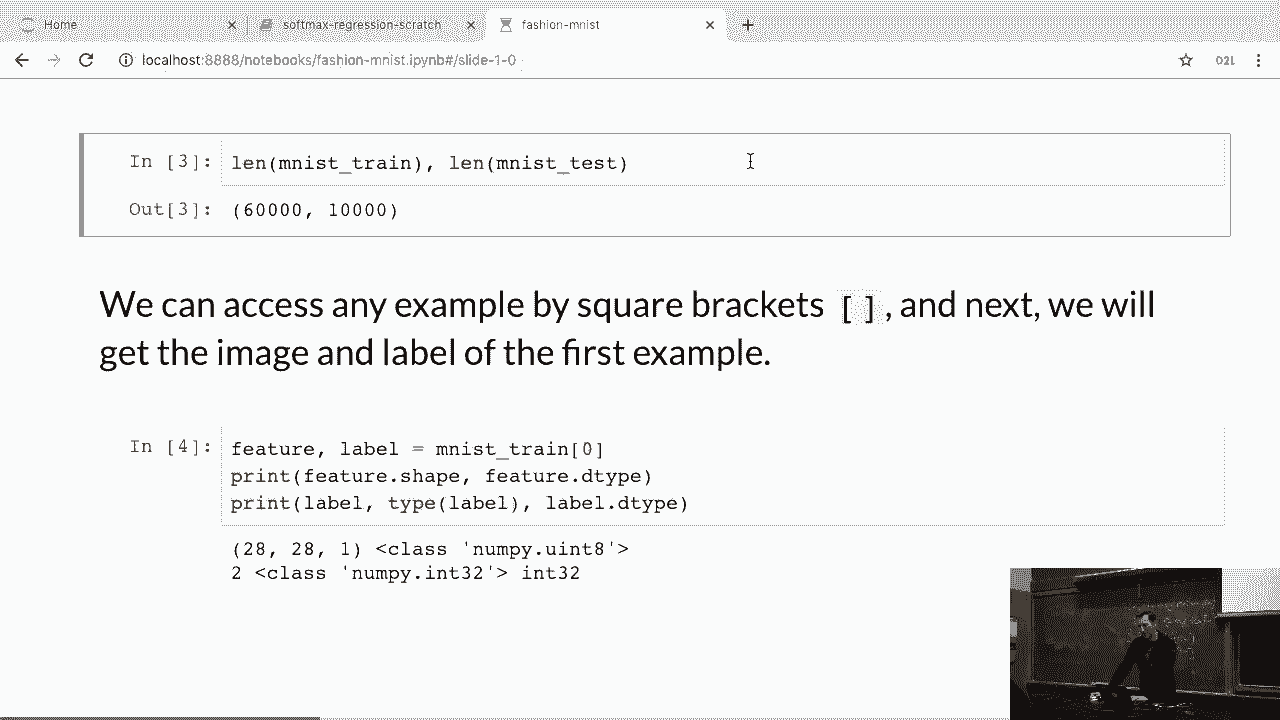 Home
softmax-regression-scratch
fashion-mnist
localhost:8888/notebooks/fashion-mnist.ipynb#/slide-1-0
In [3]: len(mnist_train), len(mnist_test)
Out[3]: (60000, 10000)
We can access any example by square brackets [], and next, we will
get the image and label of the first example.
In [4]: feature, label = mnist_train[0]
print(feature.shape, feature.dtype)
print(label, type(label), label.dtype)
(28, 28, 1) <class 'numpy.uint8'>
2 <class 'numpy.int32'> int32